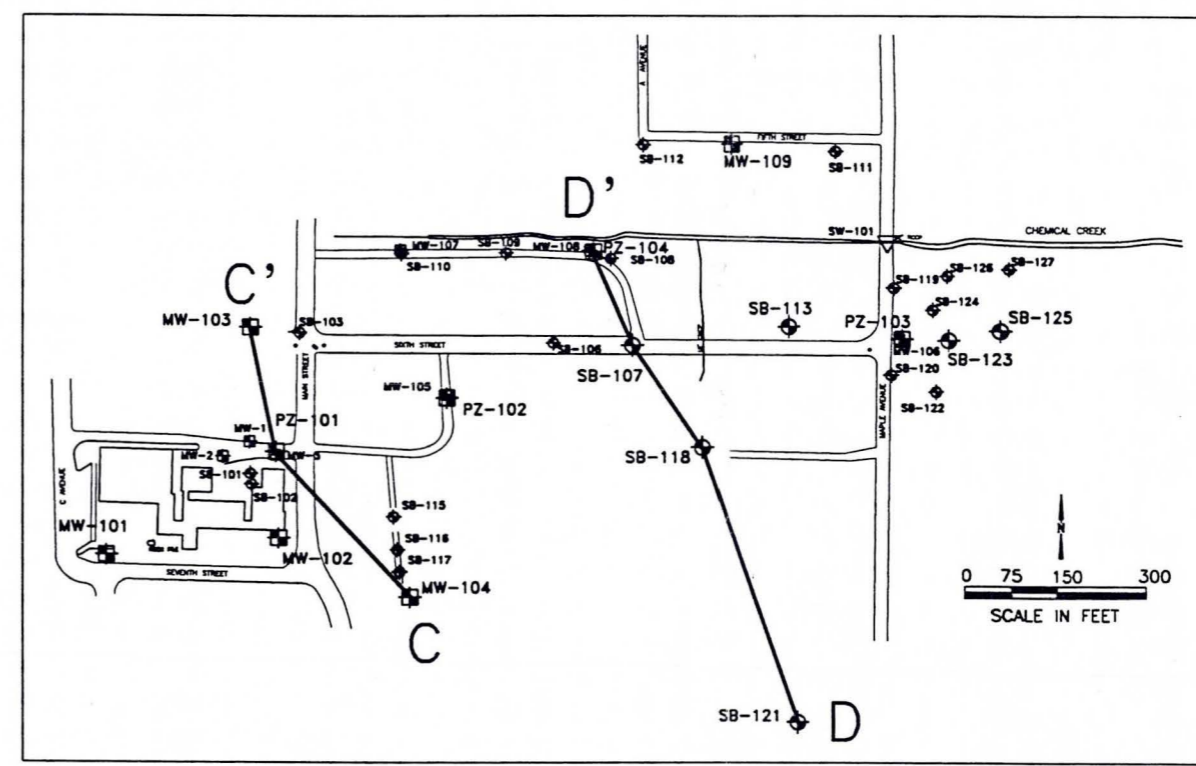 A AVENUE
FIFTH STREET
SB-112
MW-109
SB-111
D'
SW-101
CHEMICAL CREEK
MW-107
SB-109
MW-108
PZ-104
SB-110
SB-108
SB-126
SB-127
SB-119
C'
MW-103
SB-103
SB-124
SB-113
PZ-103
SB-125
SIXTH STREET
SB-106
MW-106
SB-123
SB-107
MAIN STREET
MW-105
PZ-102
SB-120
SB-122
MAPLE AVENUE
PZ-101
MW-1
MW-2
MW-3
SB-118
SB-101
SB-102
C AVENUE
SB-115
MW-101
MW-102
SB-116
SB-117
SEVENTH STREET
MW-104
C
N
0 75 150 300
SCALE IN FEET
SB-121
D